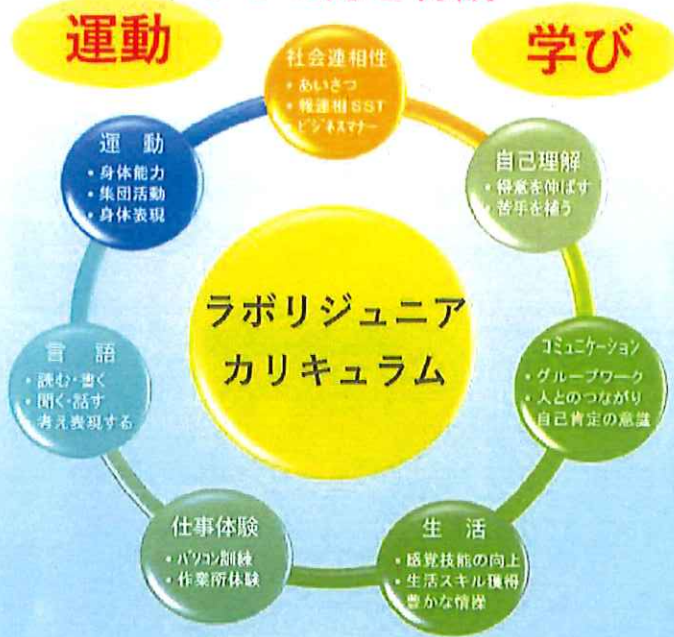 運動
学び
社会連相性
・あいさつ
・報連相SST
・ビジネスマナー
自己理解
・得意を伸ばす
・苦手を補う
コミュニケーション
・グループワーク
・人とのつながり
自己肯定の意識
生 活
・感覚技能の向上
・生活スキル獲得
豊かな情操
仕事体験
・パソコン訓練
・作業所体験
言 語
・読む・書く
・聞く・話す
考え表現する
運 動
・身体能力
・集団活動
・身体表現
ラボリジュニア
カリキュラム